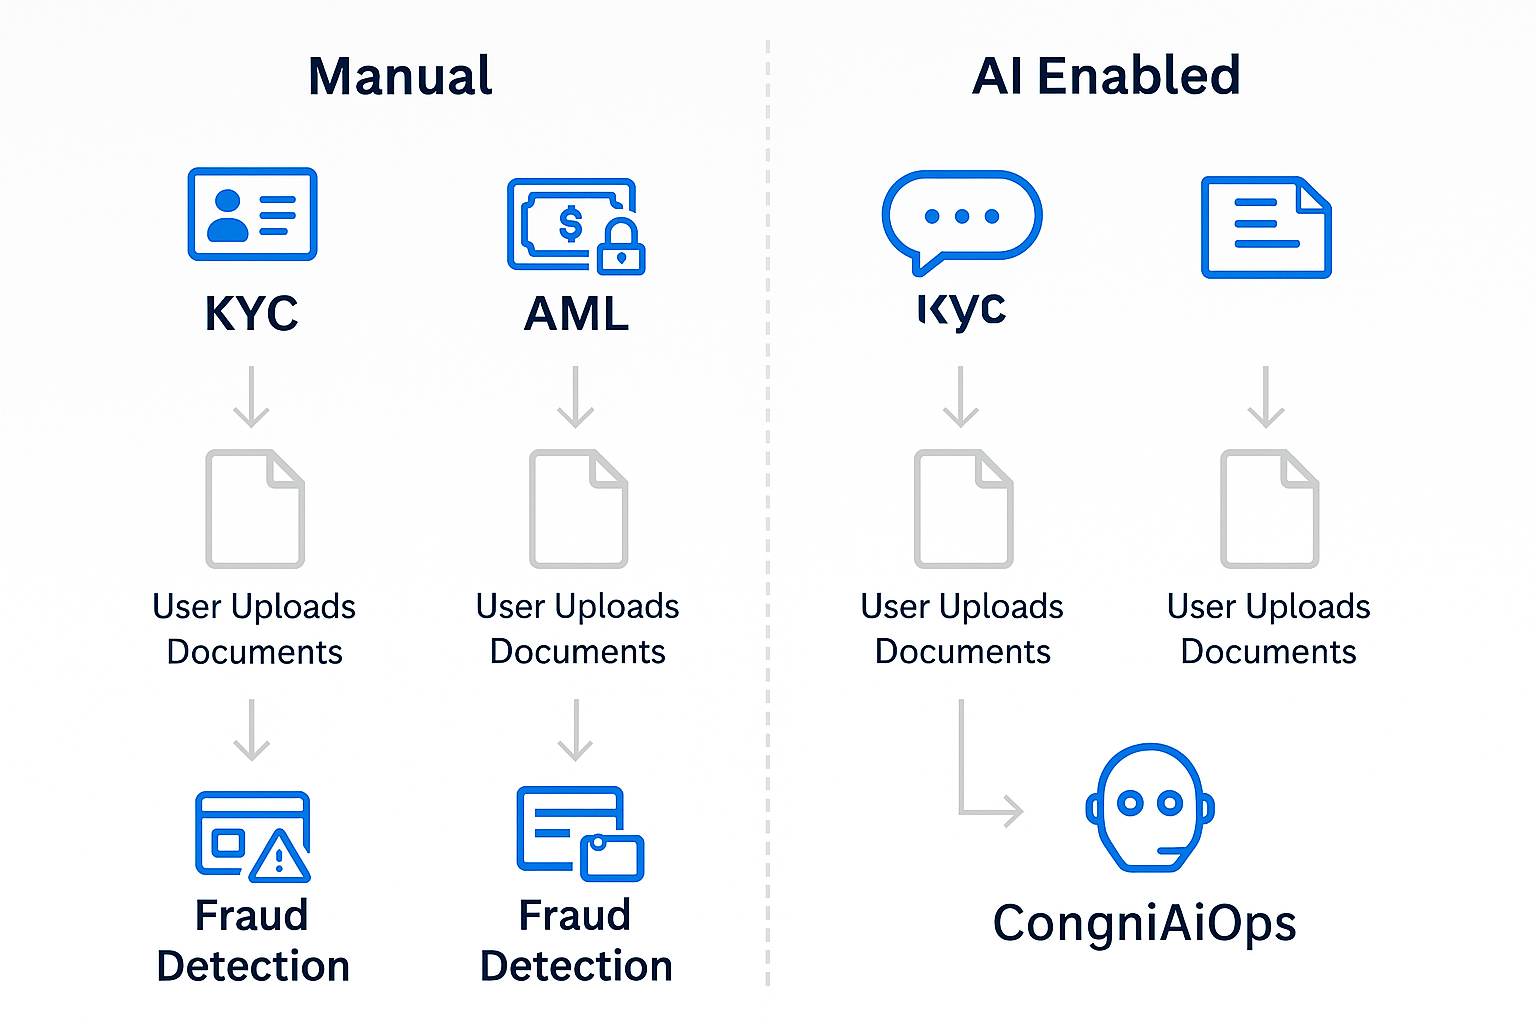 Manual
AI Enabled
$
KYC
AML
Kyc
User Uploads
Documents
User Uploads
Documents
User Uploads
Documents
User Uploads
Documents
Fraud
Detection
Fraud
Detection
CongniAiOps